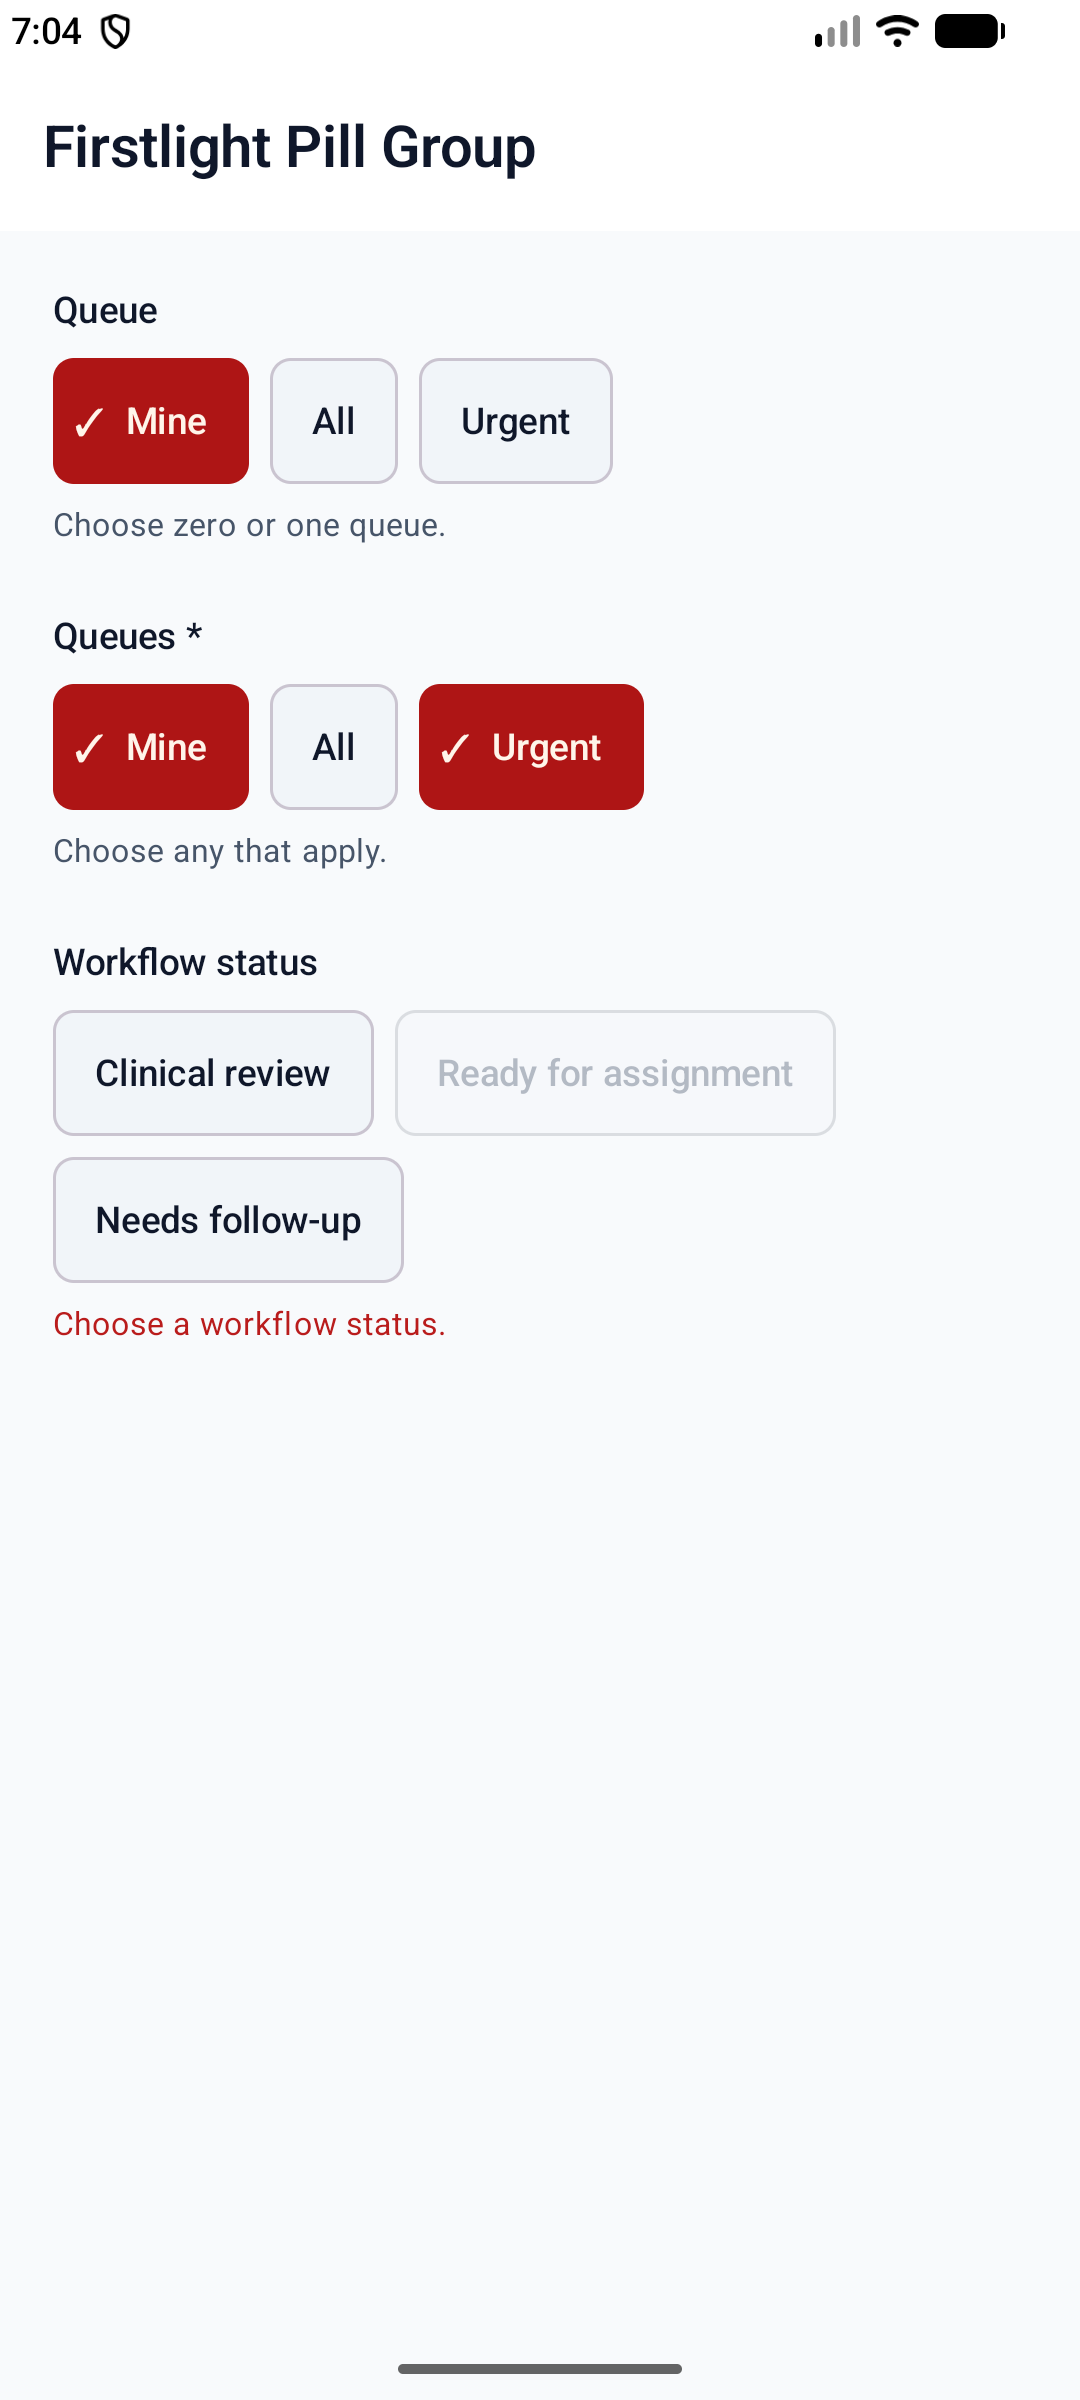 7:04
Firstlight Pill Group
Queue
✓ Mine All Urgent
Choose zero or one queue.
Queues *
✓ Mine All ✓ Urgent
Choose any that apply.
Workflow status
Clinical review Ready for assignment
Needs follow-up
Choose a workflow status.